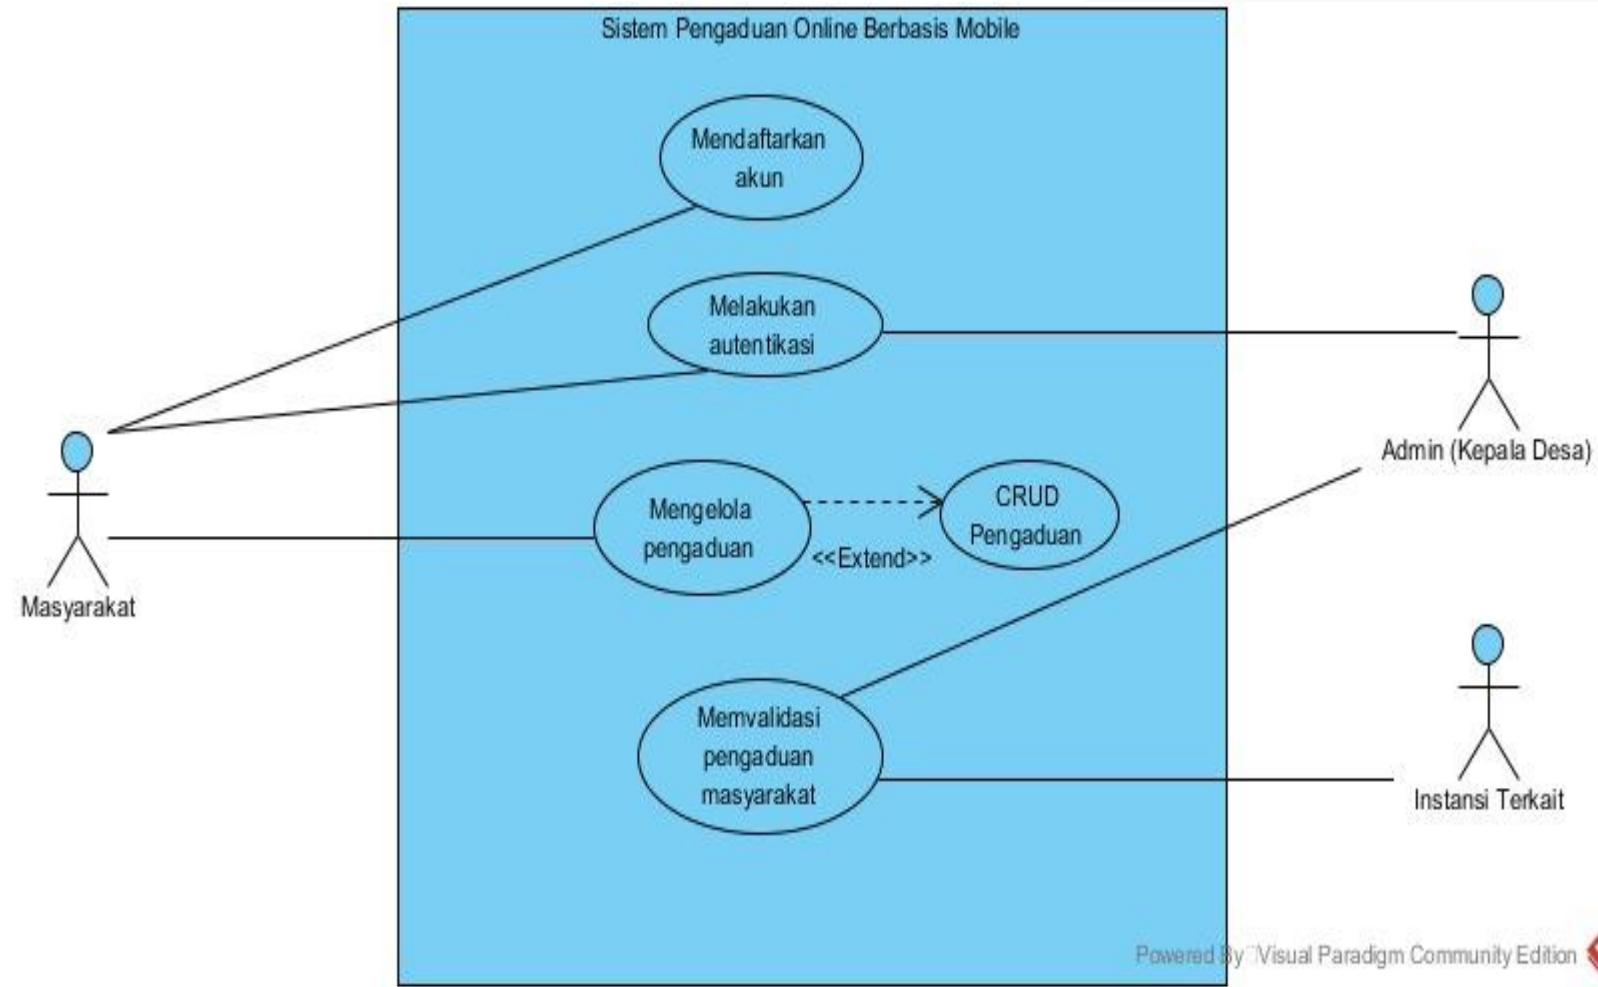 Sistem Pengaduan Online Berbasis Mobile
Mendaftarkan
akun
Melakukan
autentikasi
Admin (Kepala Desa)
Mengelola
pengaduan
<<Extend>>
CRUD
Pengaduan
Masyarakat
Memvalidasi
pengaduan
masyarakat
Instansi Terkait
Powered By Visual Paradigm Community Edition